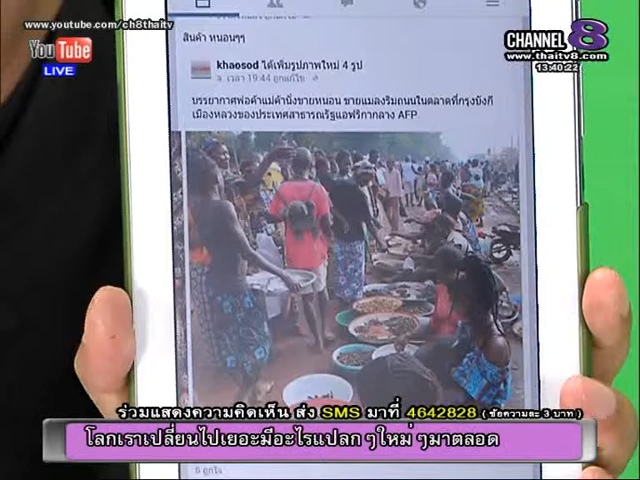 www.youtube.com/ch8thaitv
You Tube
LIVE
CHANNEL 8
www.thaitv8.com
13:40:22
สินค้า หนอนๆๆ
khaosod ได้เพิ่มรูปภาพใหม่ 4 รูป
เวลา 19:44 ถูกแก้ไข
บรรยากาศพ่อค้าแม่ค้านั่งขายหนอน ขายแมลงริมถนนในตลาดที่กรุงบังกี
เมืองหลวงของประเทศสาธารณรัฐแอฟริกากลาง AFP
ร่วมแสดงความคิดเห็น ส่ง SMS มาที่ 4642828 ( ข้อความละ 3 บาท )
โลกเราเปลี่ยนไปเยอะมีอะไรแปลกๆใหม่ๆมาตลอด
6 ถูกใจ